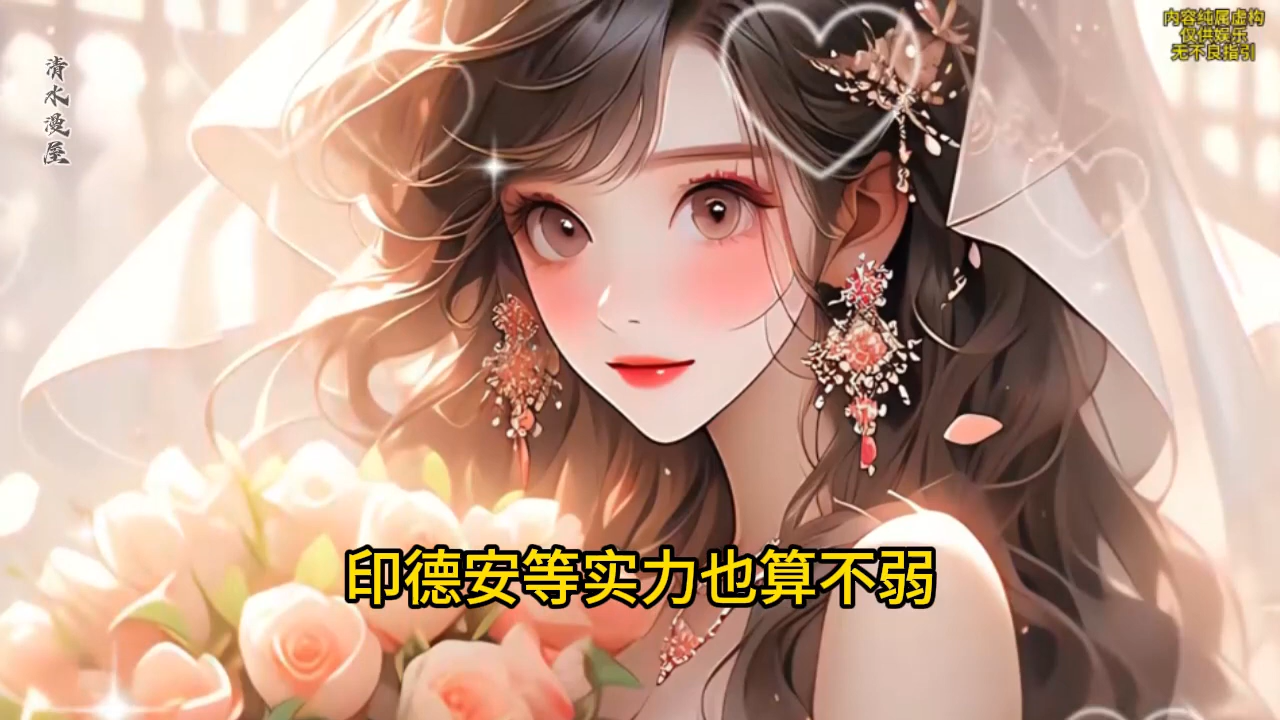 清水漫屋
内容纯属虚构
仅供娱乐
无不良指引
印德安等实力也算不弱